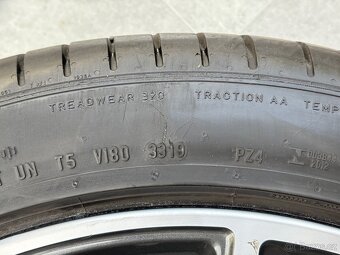 TREADWEAR 320 TRACTION AA TEMP
UN T5 V180 3319 PZ4